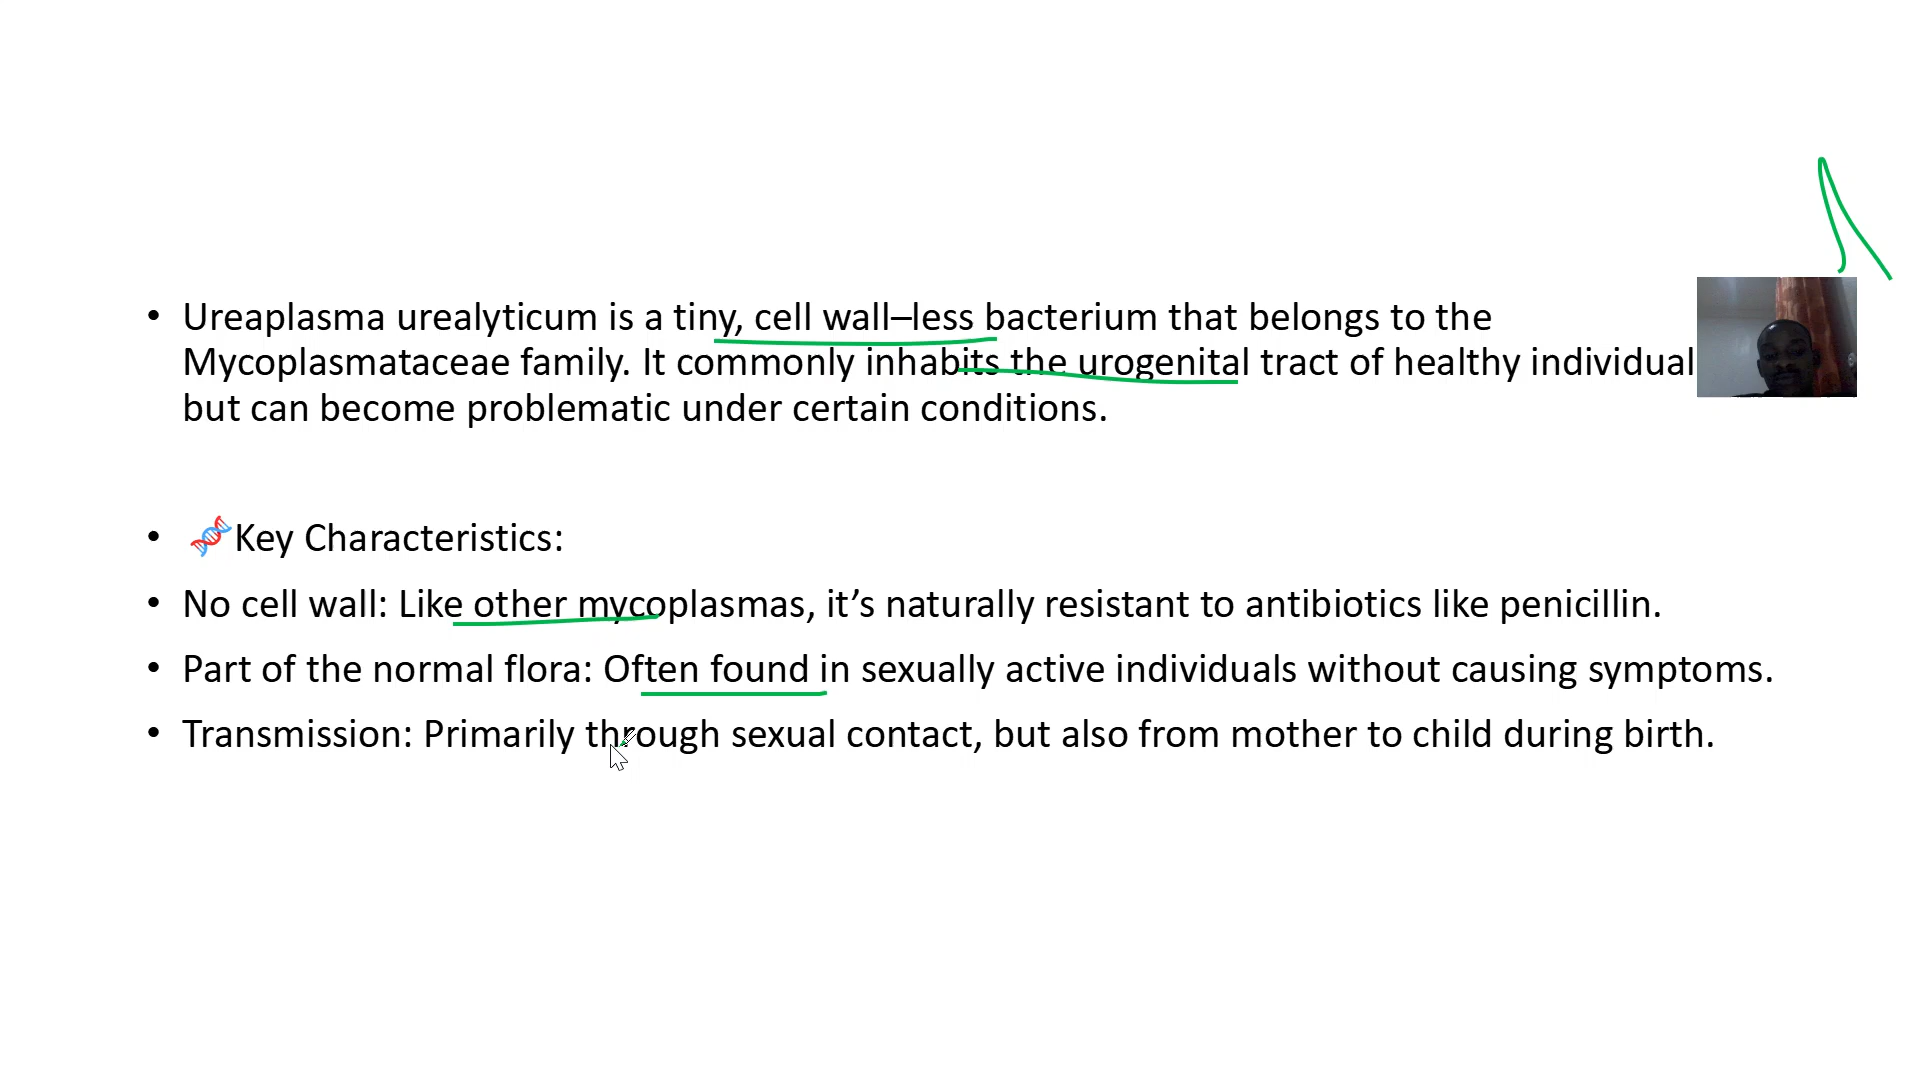 • Ureaplasma urealyticum is a tiny, cell wall–less bacterium that belongs to the
Mycoplasmataceae family. It commonly inhabits the urogenital tract of healthy individual
but can become problematic under certain conditions.
• 🧬Key Characteristics:
• No cell wall: Like other mycoplasmas, it’s naturally resistant to antibiotics like penicillin.
• Part of the normal flora: Often found in sexually active individuals without causing symptoms.
• Transmission: Primarily through sexual contact, but also from mother to child during birth.